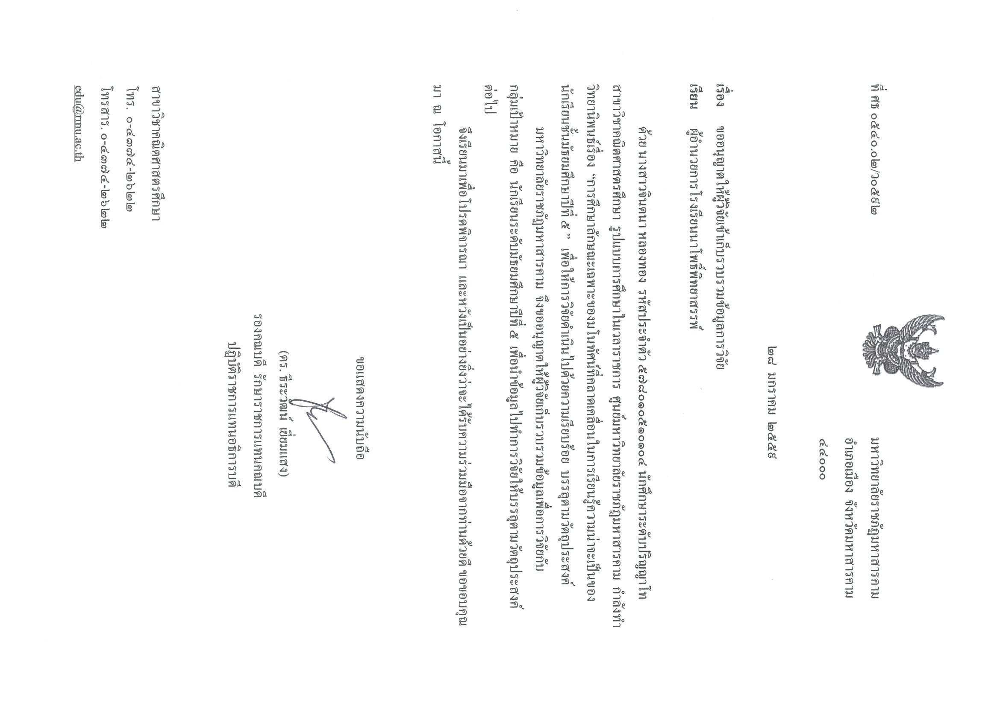 ที่ ศธ ๐๕๔๐.๐๒/ว๐๕๙๒
มหาวิทยาลัยราชภัฏมหาสารคาม
อำเภอเมือง จังหวัดมหาสารคาม
๔๔๐๐๐
๒๘ มกราคม ๒๕๕๙
เรื่อง ขออนุญาตให้ผู้วิจัยเข้าเก็บรวบรวมข้อมูลการวิจัย
เรียน ผู้อำนวยการโรงเรียนนาโพธิ์พิทยาสรรพ์
ด้วย นางสาวจินตนา หลองทอง รหัสประจำตัว ๕๗๘๐๑๐๕๑๐๑๐๔ นักศึกษาระดับปริญญาโท
สาขาวิชาคณิตศาสตรศึกษา รูปแบบการศึกษาในเวลาราชการ ศูนย์มหาวิทยาลัยราชภัฏมหาสารคาม กำลังทำ
วิทยานิพนธ์เรื่อง “การศึกษาลักษณะเฉพาะของมโนทัศน์ที่คลาดเคลื่อนในการเรียนรู้ความน่าจะเป็นของ
นักเรียนชั้นมัธยมศึกษาปีที่ ๕ ” เพื่อให้การวิจัยดำเนินไปด้วยความเรียบร้อย บรรลุตามวัตถุประสงค์
มหาวิทยาลัยราชภัฏมหาสารคาม จึงขออนุญาตให้ผู้วิจัยเก็บรวบรวมข้อมูลเพื่อการวิจัยกับ
กลุ่มเป้าหมาย คือ นักเรียนระดับมัธยมศึกษาปีที่ ๕ เพื่อนำข้อมูลไปทำการวิจัยให้บรรลุตามวัตถุประสงค์
ต่อไป
จึงเรียนมาเพื่อโปรดพิจารณา และหวังเป็นอย่างยิ่งว่าจะได้รับความร่วมมือจากท่านด้วยดี ขอขอบคุณ
มา ณ โอกาสนี้
ขอแสดงความนับถือ
(ดร. ธีระวัฒน์ เยี่ยมแสง)
รองคณบดี รักษาราชการแทนคณบดี
ปฏิบัติราชการแทนอธิการบดี
สาขาวิชาคณิตศาสตรศึกษา
โทร. ๐-๔๓๗๔-๒๖๒๒
โทรสาร. ๐-๔๓๗๔-๒๖๒๒
edu@rmu.ac.th